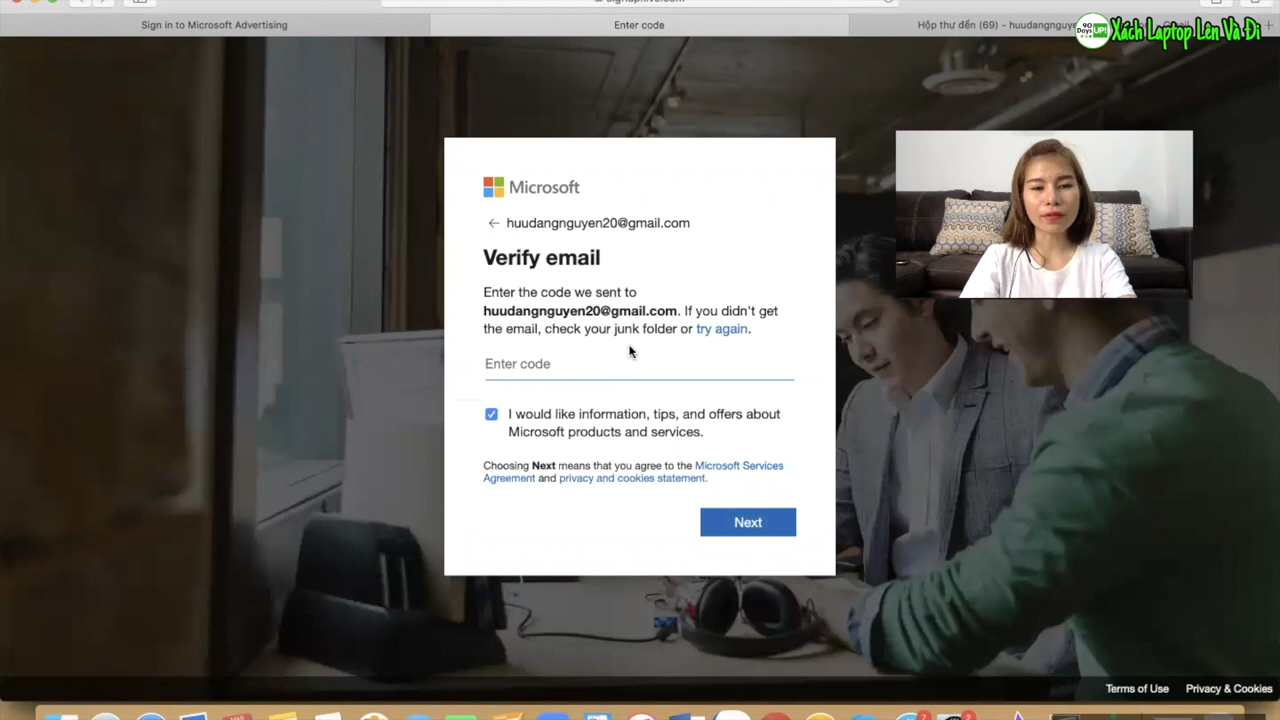 Sign in to Microsoft Advertising
Enter code
Hộp thư đến (69) - huudangnguye
90 Days UP!
Xách Laptop Lên Và Đi
Microsoft
← huudangnguyen20@gmail.com
Verify email
Enter the code we sent to
huudangnguyen20@gmail.com. If you didn't get
the email, check your junk folder or try again.
Enter code
I would like information, tips, and offers about
Microsoft products and services.
Choosing Next means that you agree to the Microsoft Services
Agreement and privacy and cookies statement.
Next
Terms of Use
Privacy & Cookies